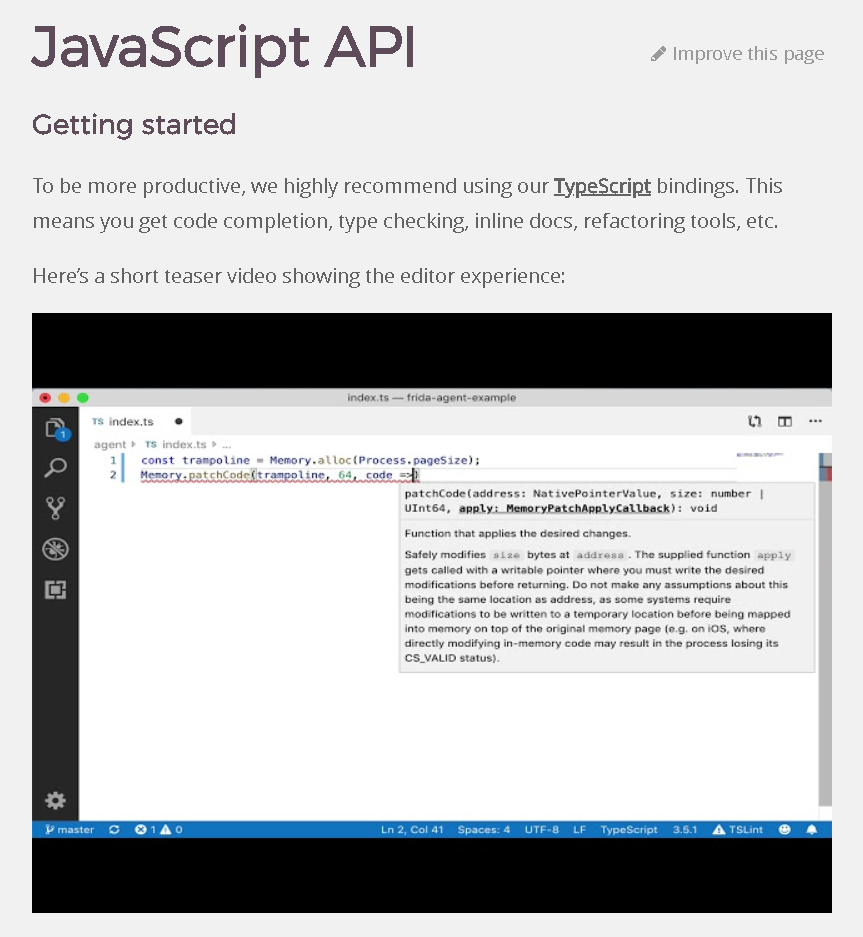 JavaScript API
Improve this page
Getting started
To be more productive, we highly recommend using our TypeScript bindings. This
means you get code completion, type checking, inline docs, refactoring tools, etc.
Here's a short teaser video showing the editor experience:
index.ts — frida-agent-example
TS index.ts
agent › TS index.ts › ...
1 const trampoline = Memory.alloc(Process.pageSize);
2 Memory.patchCode(trampoline, 64, code =>)
patchCode(address: NativePointerValue, size: number |
UInt64, apply: MemoryPatchApplyCallback): void
Function that applies the desired changes.
Safely modifies size bytes at address . The supplied function apply
gets called with a writable pointer where you must write the desired
modifications before returning. Do not make any assumptions about this
being the same location as address, as some systems require
modifications to be written to a temporary location before being mapped
into memory on top of the original memory page (e.g. on iOS, where
directly modifying in-memory code may result in the process losing its
CS_VALID status).
1
master 1 0 Ln 2, Col 41 Spaces: 4 UTF-8 LF TypeScript 3.5.1 TSLint